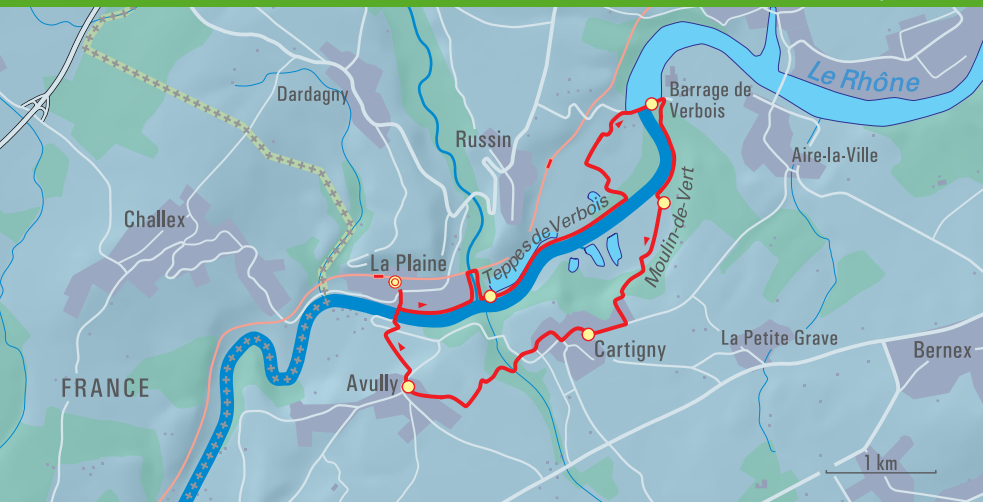 Le Rhône
Barrage de
Verbois
Dardagny
Russin
Aire-la-Ville
Moulin-de-Vert
Teppes de Verbois
Challex
La Plaine
Cartigny
La Petite Grave
Bernex
Avully
FRANCE
1 km